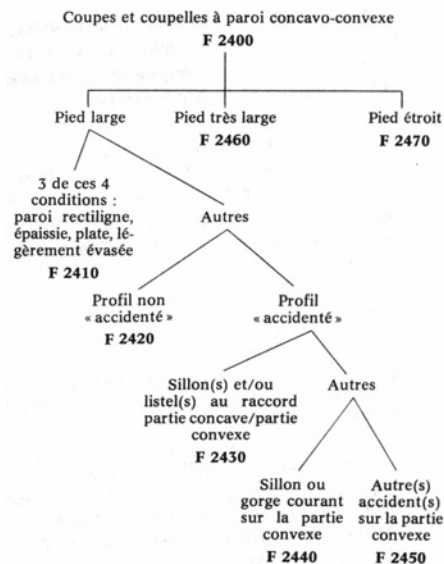 Coupes et coupelles à paroi concavo-convexe
F 2400
Pied large
Pied très large
F 2460
Pied étroit
F 2470
3 de ces 4
conditions :
paroi rectiligne,
épaissie, plate, lé-
gèrement évasée
F 2410
Autres
Profil non
« accidenté »
F 2420
Profil
« accidenté »
Sillon(s) et/ou
listel(s) au raccord
partie concave/partie
convexe
F 2430
Autres
Sillon ou
gorge courant
sur la partie
convexe
F 2440
Autre(s)
accident(s)
sur la partie
convexe
F 2450